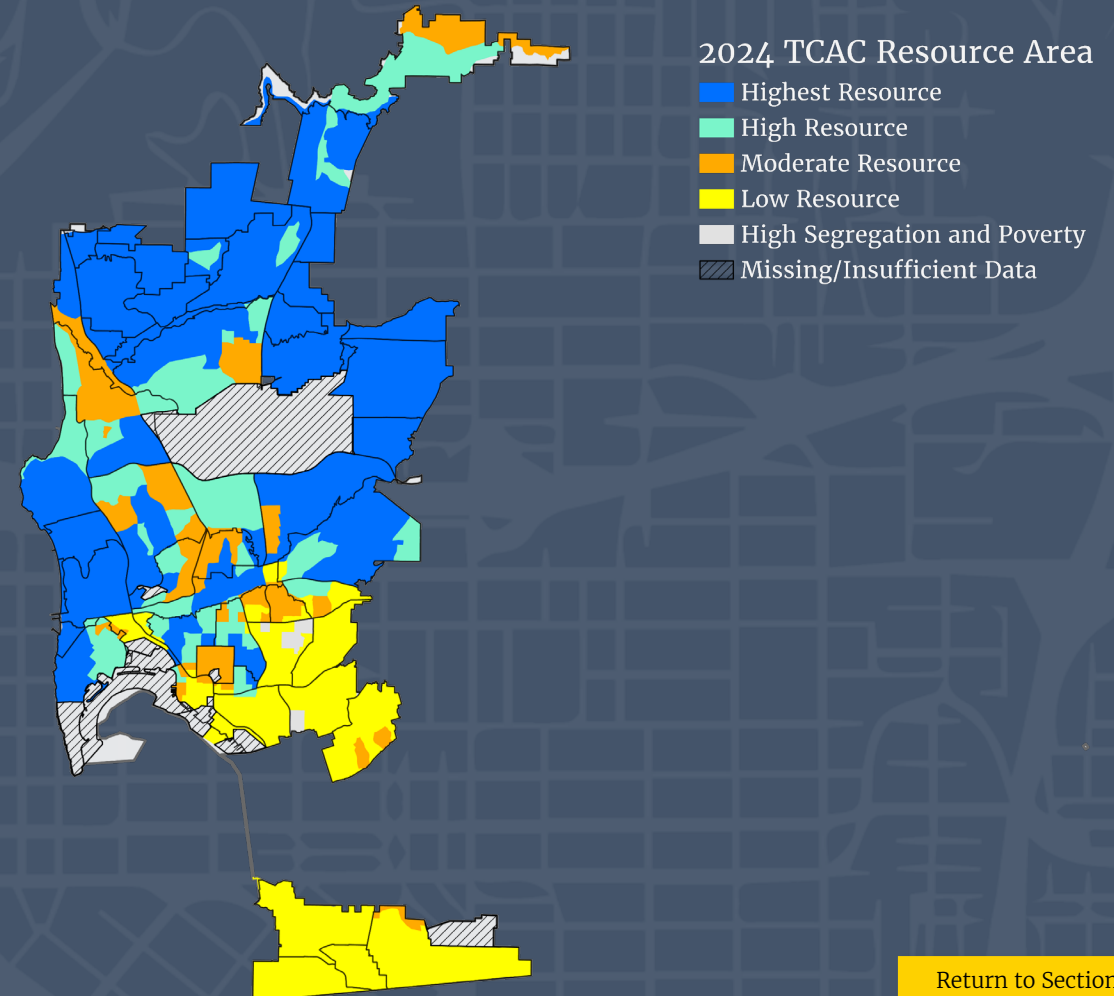 2024 TCAC Resource Area
Highest Resource
High Resource
Moderate Resource
Low Resource
High Segregation and Poverty
Missing/Insufficient Data
Return to Section